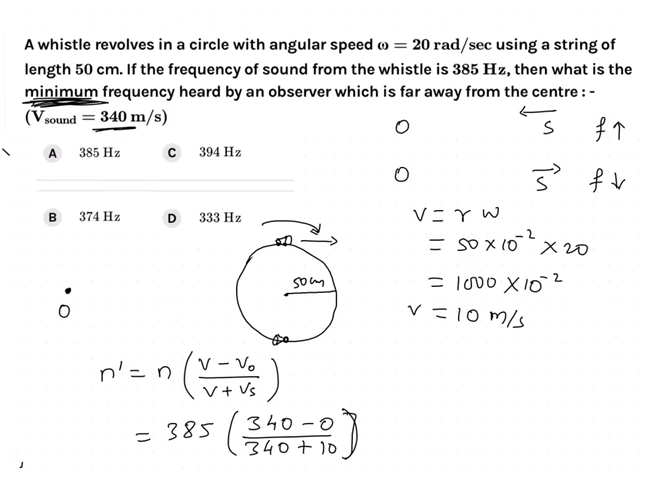 A whistle revolves in a circle with angular speed ω = 20 rad/sec using a string of
length 50 cm. If the frequency of sound from the whistle is 385 Hz, then what is the
minimum frequency heard by an observer which is far away from the centre : -
(Vsound = 340 m/s)
A 385 Hz C 394 Hz
B 374 Hz D 333 Hz
O ← S f ↑
O → S f ↓
V = r ω
= 50 × 10⁻² × 20
= 1000 × 10⁻²
v = 10 m/s
50cm
O
n' = n (V - Vo / V + Vs)
= 385 (340 - 0 / 340 + 10)